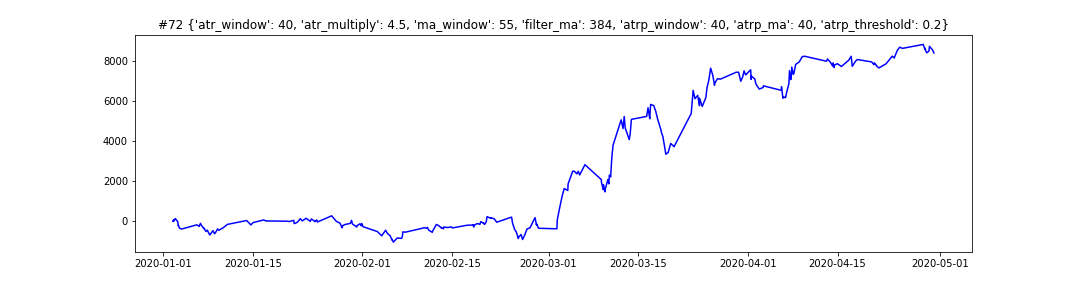 #72 {'atr_window': 40, 'atr_multiply': 4.5, 'ma_window': 55, 'filter_ma': 384, 'atrp_window': 40, 'atrp_ma': 40, 'atrp_threshold': 0.2}
8000
6000
4000
2000
0
2020-01-01 2020-01-15 2020-02-01 2020-02-15 2020-03-01 2020-03-15 2020-04-01 2020-04-15 2020-05-01